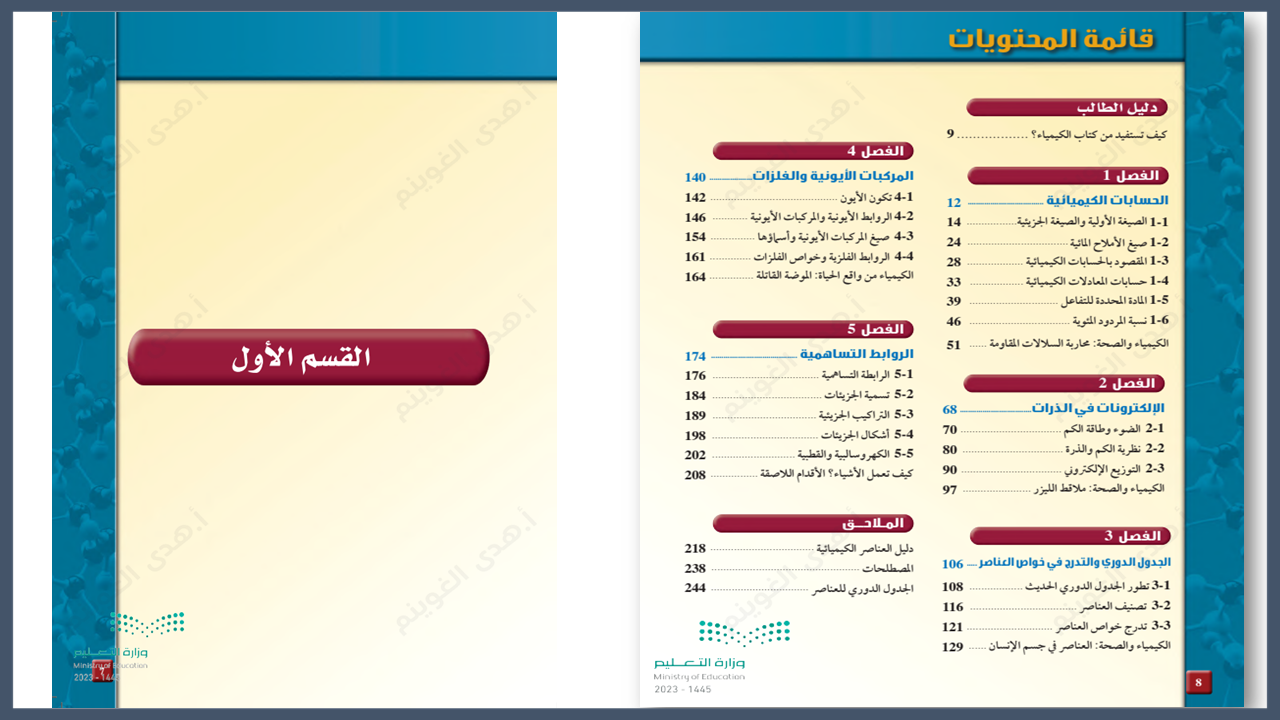 قائمة المحتويات
دليل الطالب
كيف تستفيد من كتاب الكيمياء؟ ................. 9
الفصل 1
الحسابات الكيميائية ................. 12
1-1 الصيغة الأولية والصيغة الجزيئية ................. 14
1-2 صيغ الأملاح المائية ................. 24
1-3 المقصود بالحسابات الكيميائية ................. 28
1-4 حسابات المعادلات الكيميائية ................. 33
1-5 المادة المحددة للتفاعل ................. 39
1-6 نسبة المردود المئوية ................. 46
الكيمياء والصحة: محاربة السلالات المقاومة ...... 51
الفصل 2
الإلكترونات في الذرات ................. 68
2-1 الضوء وطاقة الكم ................. 70
2-2 نظرية الكم والذرة ................. 80
2-3 التوزيع الإلكتروني ................. 90
الكيمياء والصحة: ملاقط الليزر ................. 97
الفصل 3
الجدول الدوري والتدرج في خواص العناصر ..... 106
3-1 تطور الجدول الدوري الحديث ................. 108
3-2 تصنيف العناصر ................. 116
3-3 تدرج خواص العناصر ................. 121
الكيمياء والصحة: العناصر في جسم الإنسان ...... 129
الفصل 4
المركبات الأيونية والفلزات ................. 140
4-1 تكون الأيون ................. 142
4-2 الروابط الأيونية والمركبات الأيونية ............ 146
4-3 صيغ المركبات الأيونية وأسماؤها ............... 154
4-4 الروابط الفلزية وخواص الفلزات ............... 161
الكيمياء من واقع الحياة: الموضة القاتلة ............... 164
الفصل 5
الروابط التساهمية ................. 174
5-1 الرابطة التساهمية ................. 176
5-2 تسمية الجزيئات ................. 184
5-3 التراكيب الجزيئية ................. 189
5-4 أشكال الجزيئات ................. 198
5-5 الكهروسالبية والقطبية ................. 202
كيف تعمل الأشياء؟ الأقدام اللاصقة ............... 208
الملاحـق
دليل العناصر الكيميائية ................. 218
المصطلحات ................. 238
الجدول الدوري للعناصر ................. 244
وزارة التعـليم
Ministry of Education
2023 - 1445
8
القسم الأول
وزارة التعـليم
Ministry of Education
2023 - 1445
7
أ.هدى الغوينم